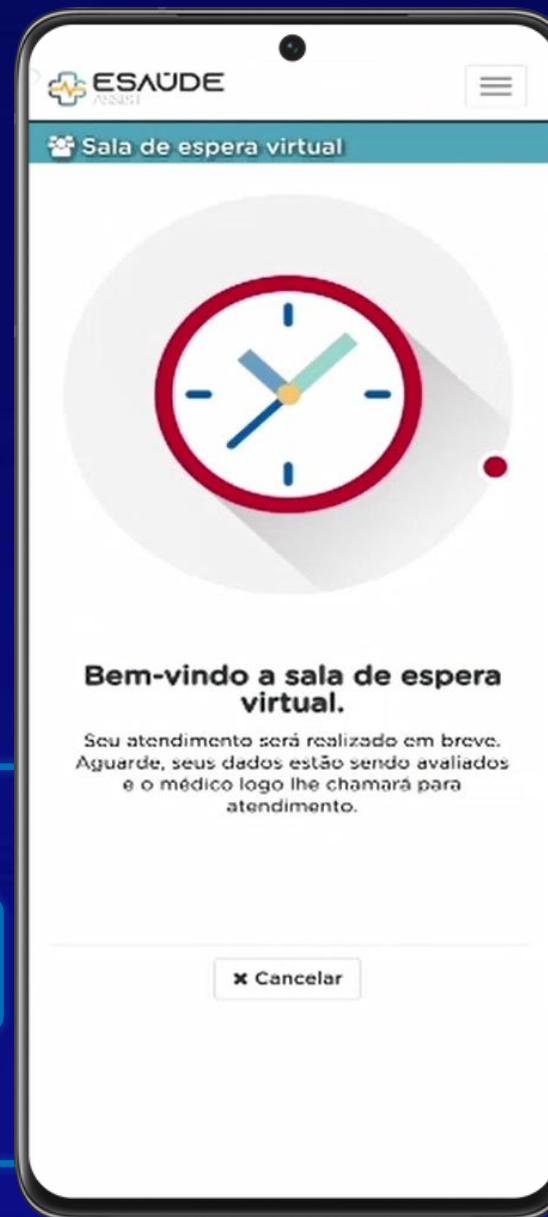 ESAÚDE
ASSIST
Sala de espera virtual
Bem-vindo a sala de espera
virtual.
Seu atendimento será realizado em breve.
Aguarde, seus dados estão sendo avaliados
e o médico logo lhe chamará para
atendimento.
× Cancelar